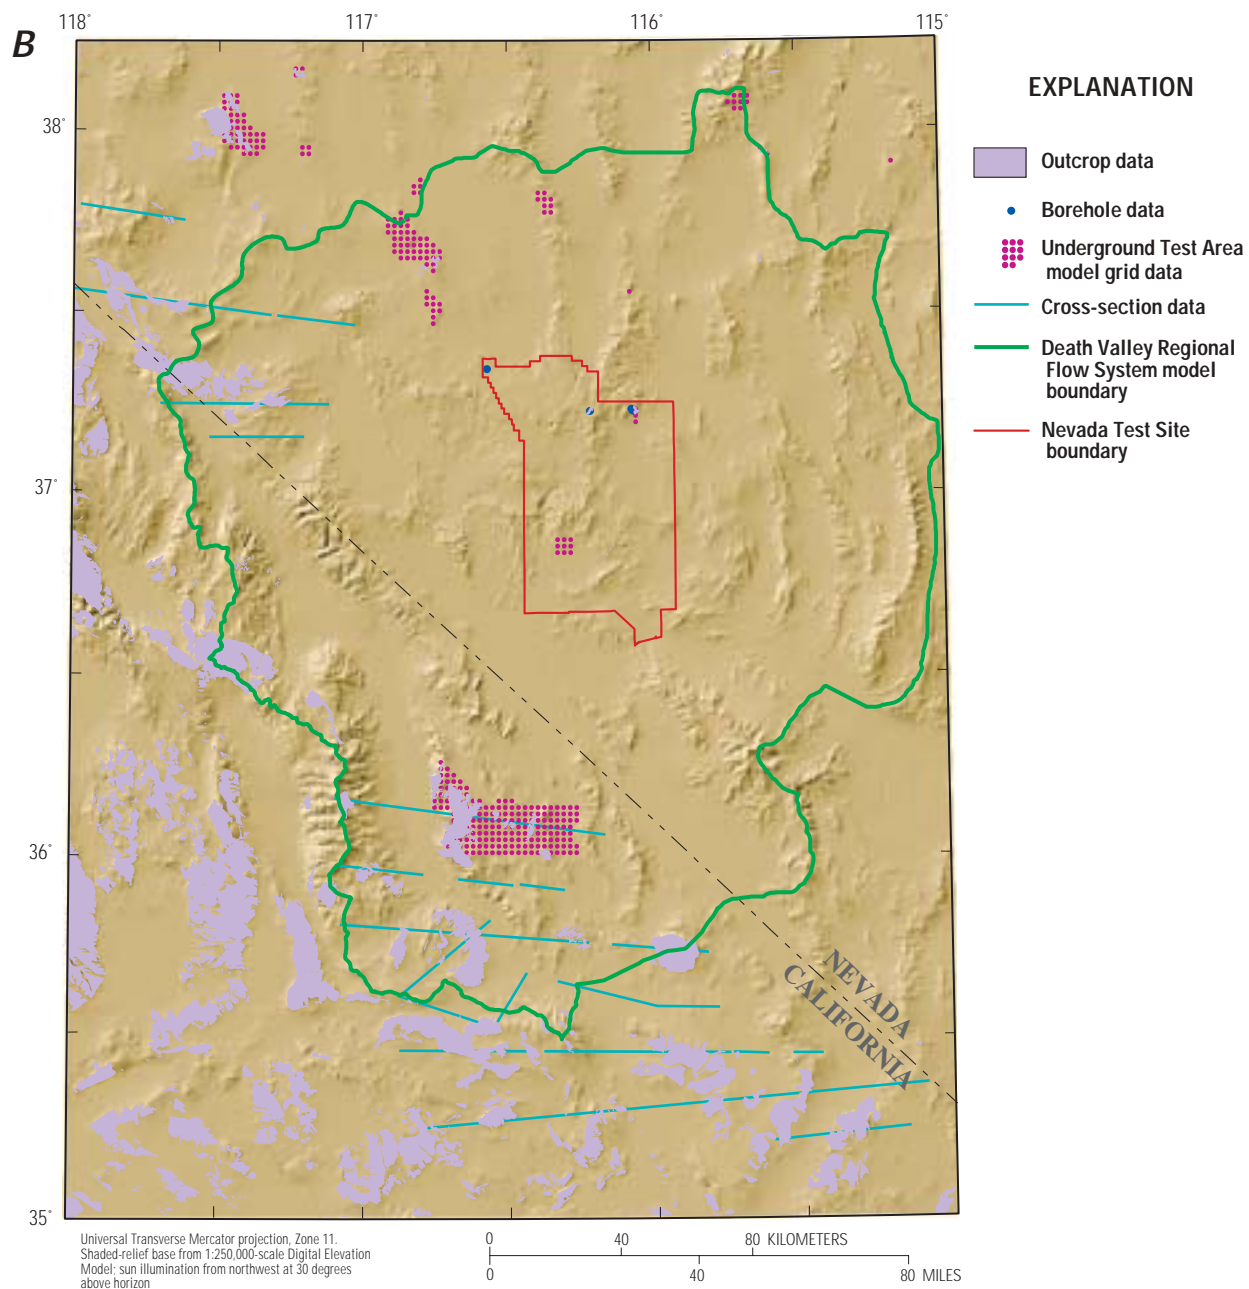 118°
117°
116°
115°
B
38°
37°
36°
35°
EXPLANATION
Outcrop data
Borehole data
Underground Test Area
model grid data
Cross-section data
Death Valley Regional
Flow System model
boundary
Nevada Test Site
boundary
NEVADA
CALIFORNIA
Universal Transverse Mercator projection, Zone 11.
Shaded-relief base from 1:250,000-scale Digital Elevation
Model; sun illumination from northwest at 30 degrees
above horizon
0 40 80 KILOMETERS
0 40 80 MILES